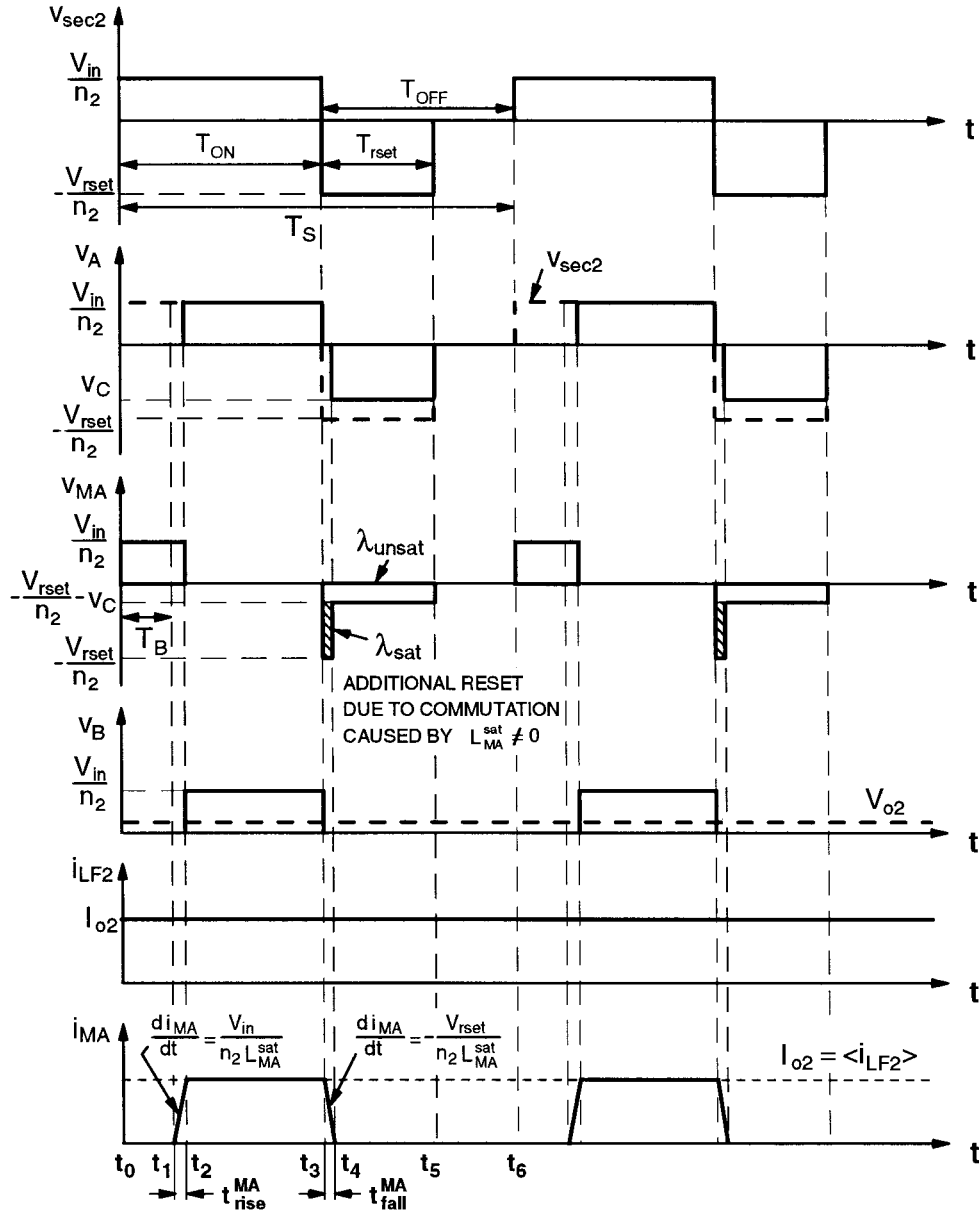 v_sec2
V_in/n_2
T_OFF
t
T_ON
T_rset
-V_rset/n_2
T_S
v_A
v_sec2
V_in/n_2
t
v_C
-V_rset/n_2
v_MA
V_in/n_2
λ_unsat
t
-V_rset/n_2 - v_C
T_B
λ_sat
-V_rset/n_2
ADDITIONAL RESET
DUE TO COMMUTATION
CAUSED BY L_MA^sat ≠ 0
v_B
V_in/n_2
V_o2
t
i_LF2
I_o2
t
i_MA
di_MA/dt = V_in/(n_2 L_MA^sat)
di_MA/dt = -V_rset/(n_2 L_MA^sat)
I_o2 = <i_LF2>
t
t_0 t_1 t_2 t_3 t_4 t_5 t_6
t_rise^MA
t_fall^MA